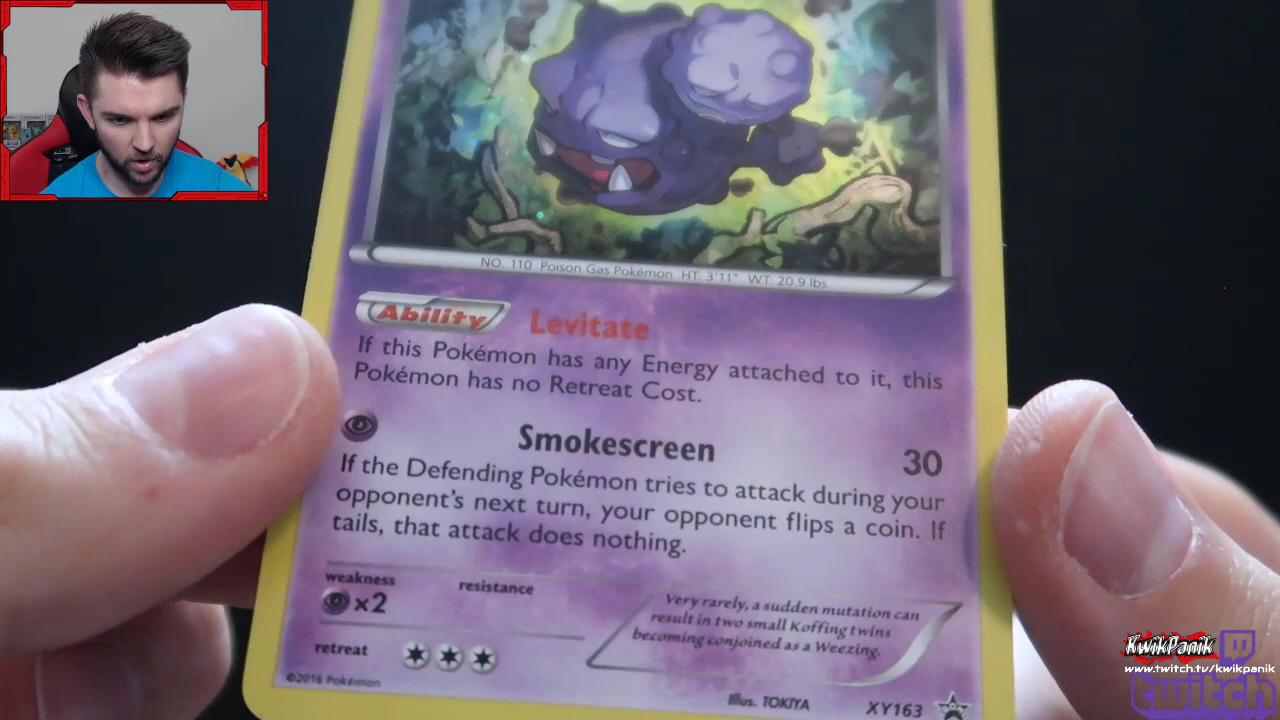 NO. 110 Poison Gas Pokémon HT: 3'11" WT: 20.9 lbs.
Ability Levitate
If this Pokémon has any Energy attached to it, this
Pokémon has no Retreat Cost.
Smokescreen 30
If the Defending Pokémon tries to attack during your
opponent's next turn, your opponent flips a coin. If
tails, that attack does nothing.
weakness resistance
x2
retreat
Very rarely, a sudden mutation can
result in two small Koffing twins
becoming conjoined as a Weezing.
©2016 Pokémon
Illus. TOKIYA
XY163
KwikPanik
www.twitch.tv/kwikpanik
twitch